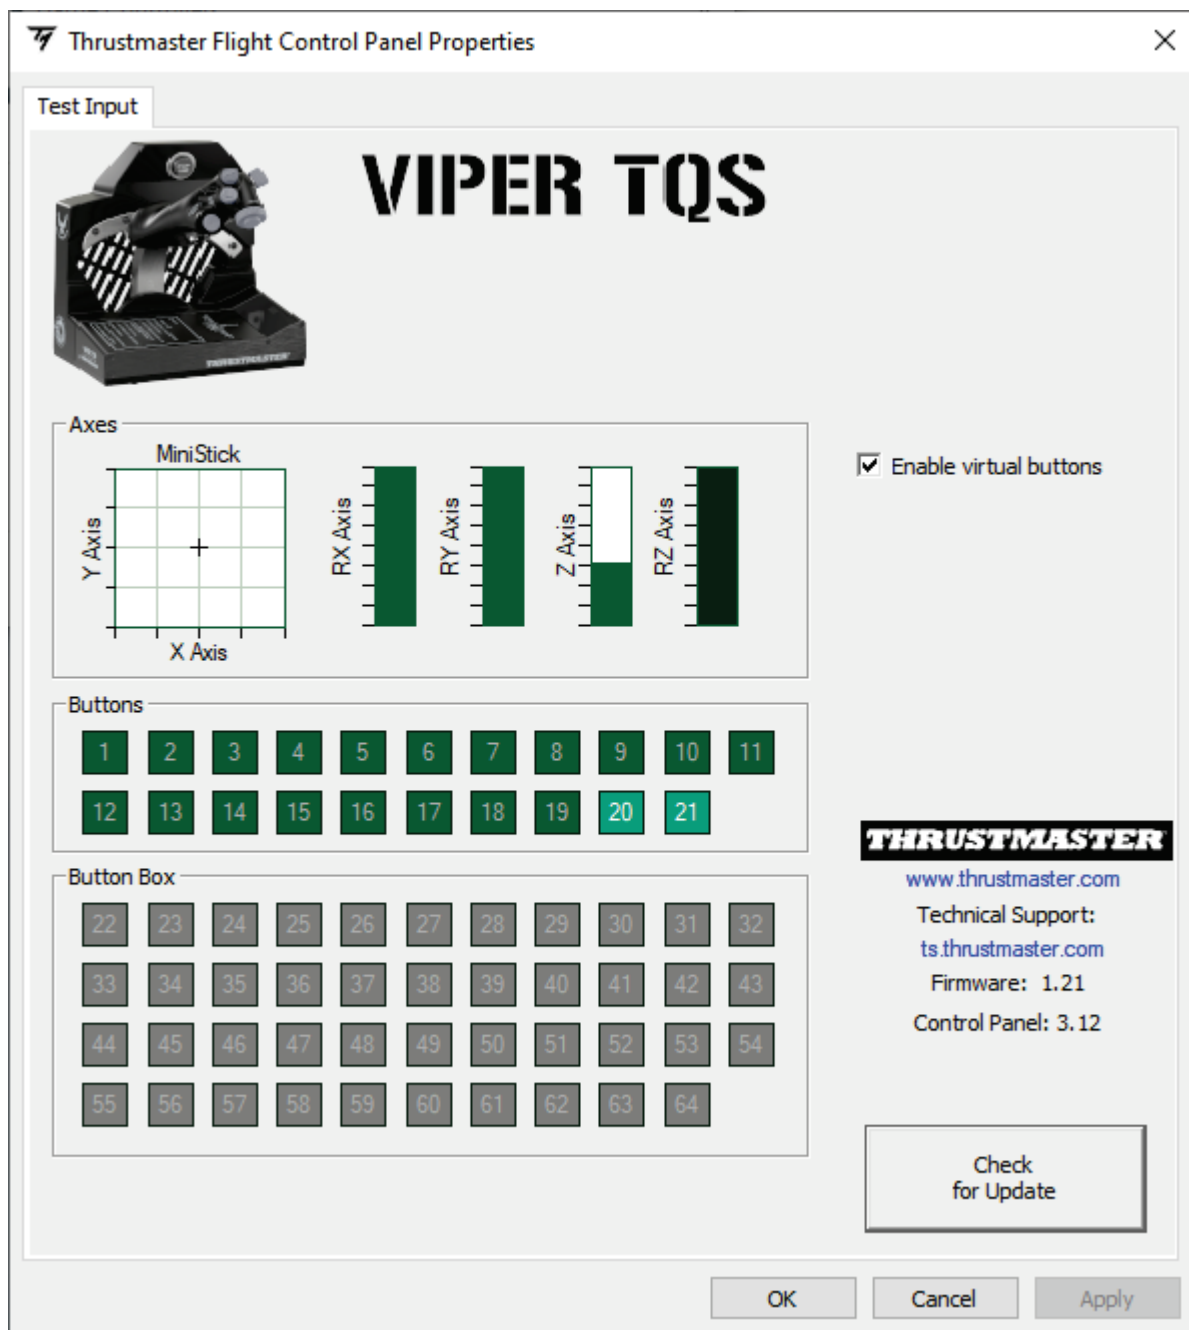 Thrustmaster Flight Control Panel Properties
Test Input
VIPER TQS
THRUSTMASTER
Axes
MiniStick
Y Axis
X Axis
RX Axis
RY Axis
Z Axis
RZ Axis
Enable virtual buttons
Buttons
1 2 3 4 5 6 7 8 9 10 11
12 13 14 15 16 17 18 19 20 21
Button Box
22 23 24 25 26 27 28 29 30 31 32
33 34 35 36 37 38 39 40 41 42 43
44 45 46 47 48 49 50 51 52 53 54
55 56 57 58 59 60 61 62 63 64
THRUSTMASTER
www.thrustmaster.com
Technical Support:
ts.thrustmaster.com
Firmware: 1.21
Control Panel: 3.12
Check
for Update
OK
Cancel
Apply